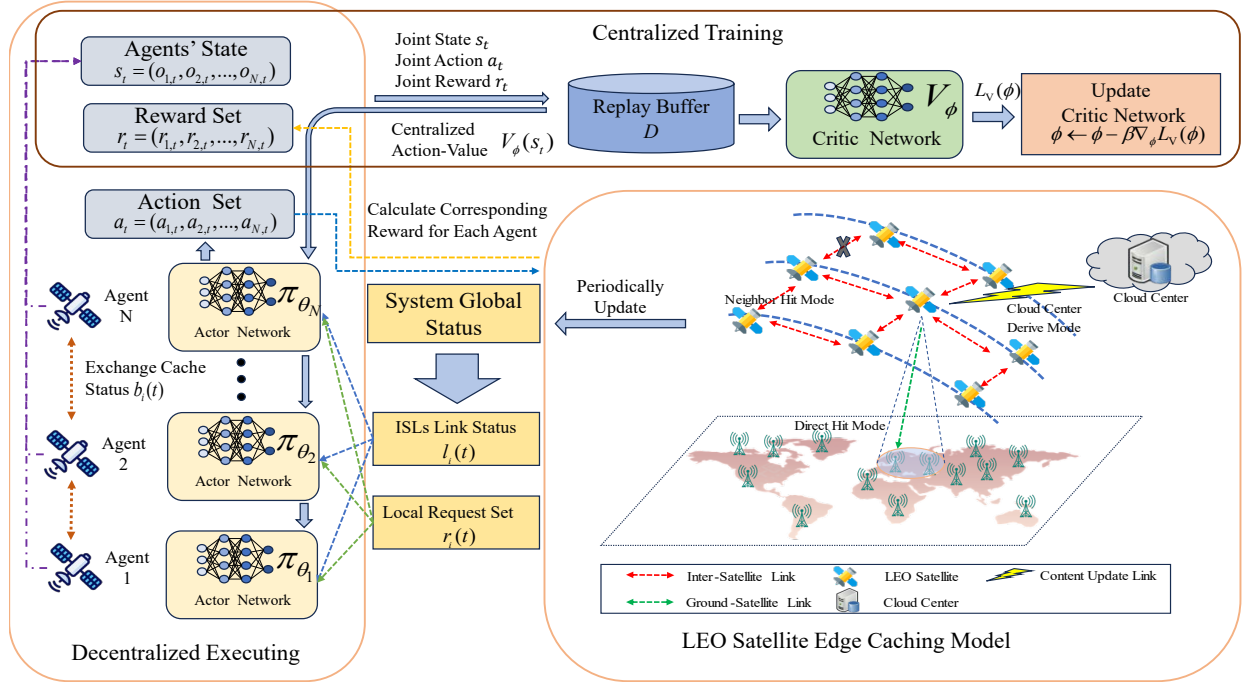 Centralized Training
Agents' State
s_t = (o_{1,t}, o_{2,t},..., o_{N,t})
Reward Set
r_t = (r_{1,t}, r_{2,t},..., r_{N,t})
Joint State s_t
Joint Action a_t
Joint Reward r_t
Centralized
Action-Value V_ϕ(s_t)
Replay Buffer
D
V_ϕ
Critic Network
L_V(ϕ)
Update
Critic Network
ϕ ← ϕ − β∇_ϕ L_V(ϕ)
Action Set
a_t = (a_{1,t}, a_{2,t},..., a_{N,t})
Calculate Corresponding
Reward for Each Agent
Agent
N
π_{θ_N}
Actor Network
Exchange Cache
Status b_i(t)
Agent
2
π_{θ_2}
Actor Network
Agent
1
π_{θ_1}
Actor Network
Decentralized Executing
System Global
Status
ISLs Link Status
l_i(t)
Local Request Set
r_i(t)
Periodically
Update
Neighbor Hit Mode
Cloud Center
Cloud Center
Derive Mode
Direct Hit Mode
Inter-Satellite Link
LEO Satellite
Content Update Link
Ground-Satellite Link
Cloud Center
LEO Satellite Edge Caching Model